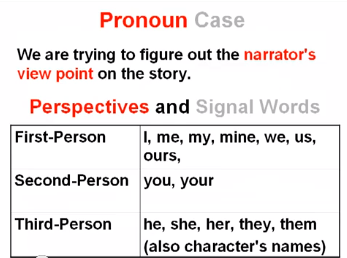 Pronoun Case
We are trying to figure out the narrator's
view point on the story.
Perspectives and Signal Words
First-Person
I, me, my, mine, we, us,
ours,
Second-Person
you, your
Third-Person
he, she, her, they, them
(also character's names)